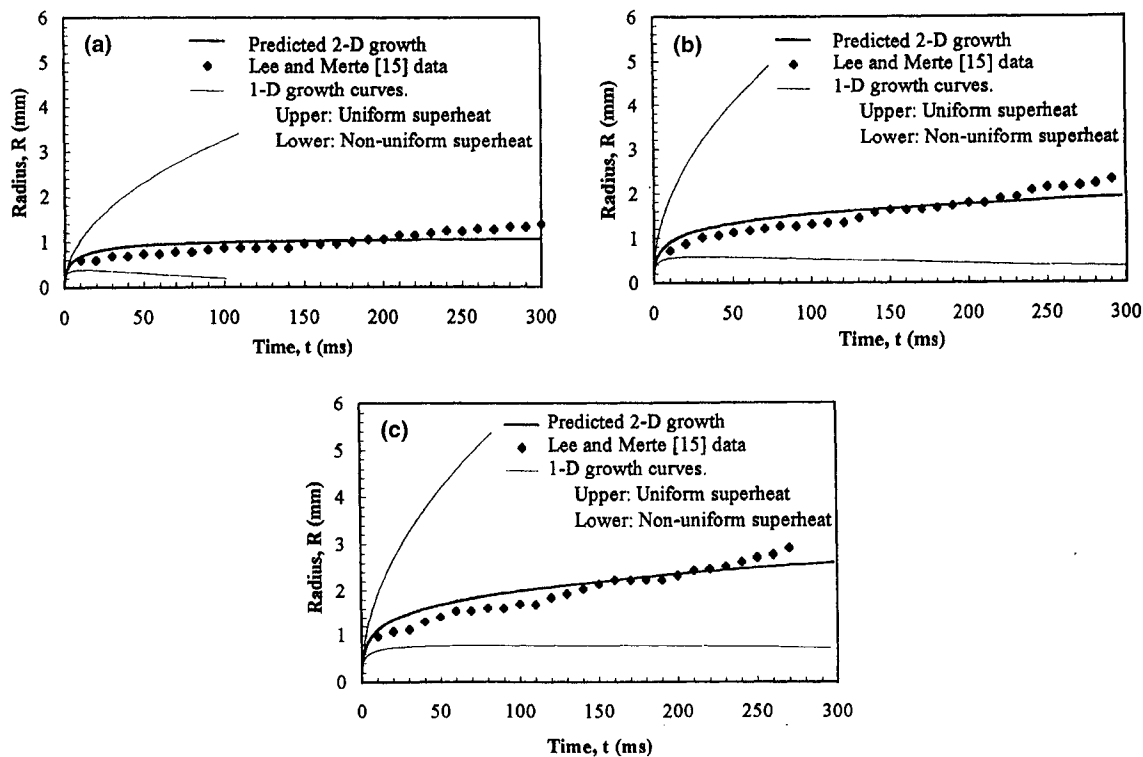 (a)
Predicted 2-D growth
Lee and Merte [15] data
1-D growth curves.
Upper: Uniform superheat
Lower: Non-uniform superheat
Radius, R (mm)
6
5
4
3
2
1
0
0 50 100 150 200 250 300
Time, t (ms)
(b)
Predicted 2-D growth
Lee and Merte [15] data
1-D growth curves.
Upper: Uniform superheat
Lower: Non-uniform superheat
Radius, R (mm)
6
5
4
3
2
1
0
0 50 100 150 200 250 300
Time, t (ms)
(c)
Predicted 2-D growth
Lee and Merte [15] data
1-D growth curves.
Upper: Uniform superheat
Lower: Non-uniform superheat
Radius, R (mm)
6
5
4
3
2
1
0
0 50 100 150 200 250 300
Time, t (ms)